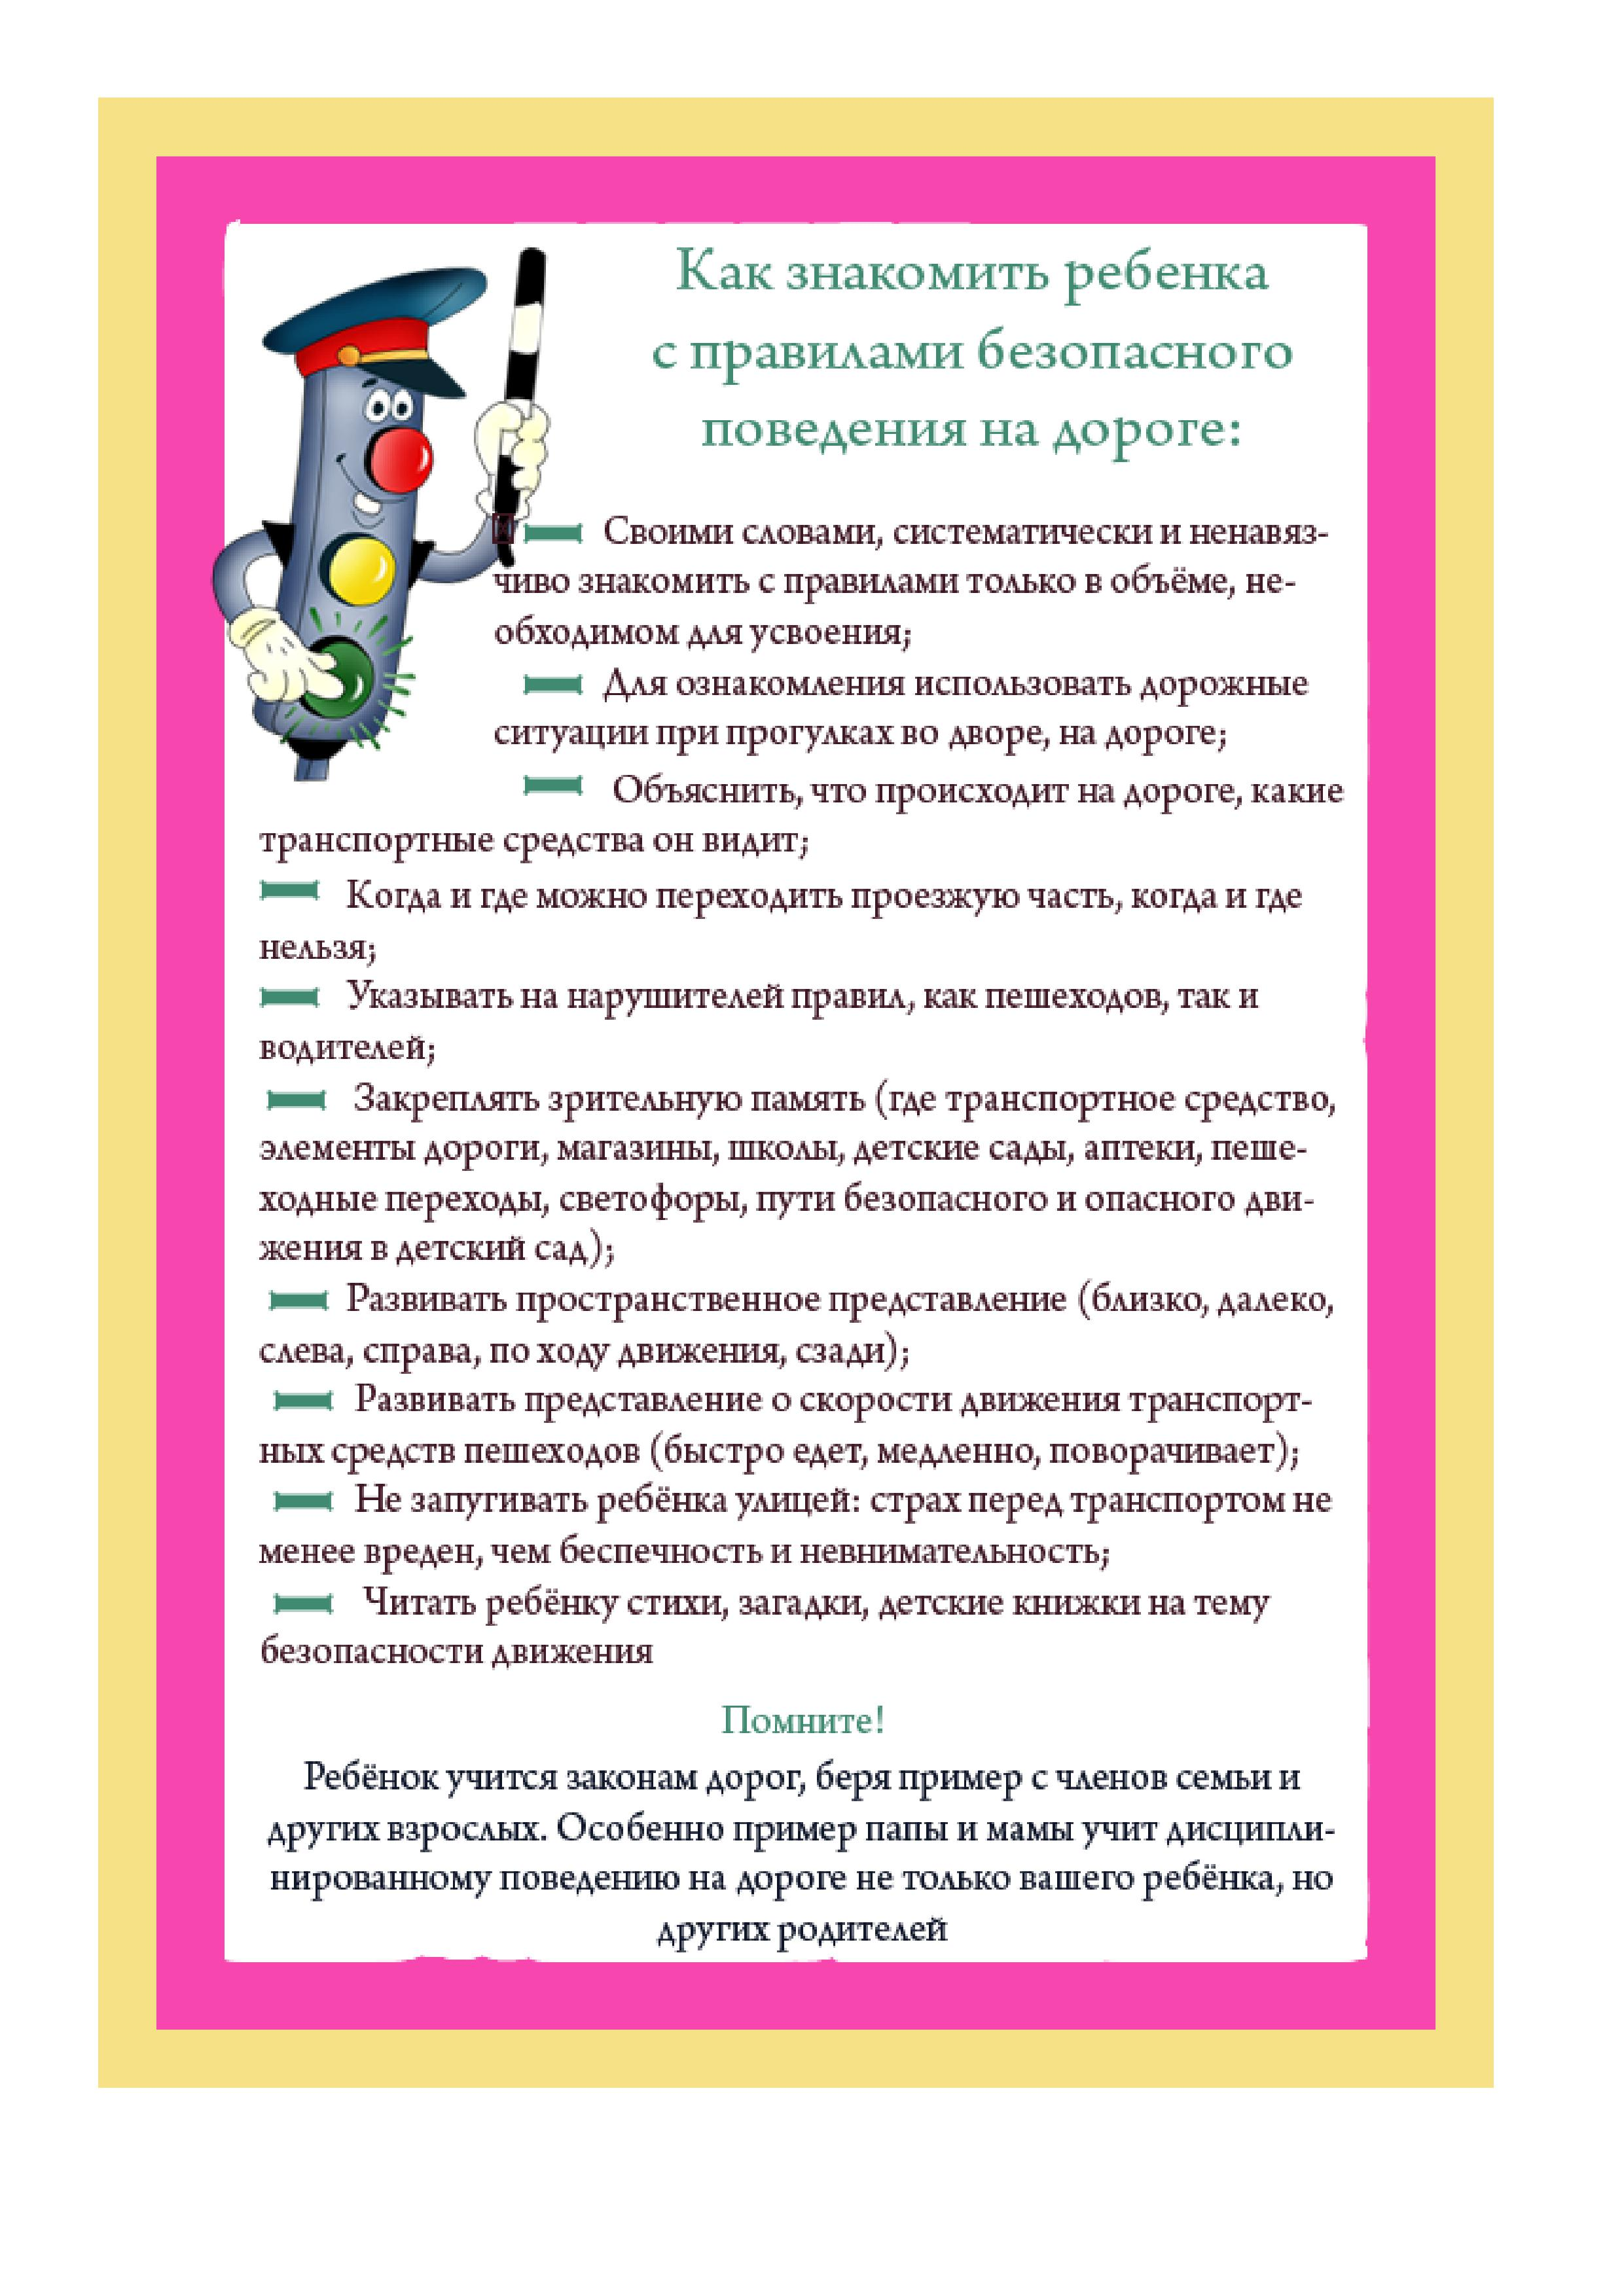 Как знакомить ребенка
с правилами безопасного
поведения на дороге:
Своими словами, систематически и ненавяз-
чиво знакомить с правилами только в объёме, не-
обходимом для усвоения;
Для ознакомления использовать дорожные
ситуации при прогулках во дворе, на дороге;
Объяснить, что происходит на дороге, какие
транспортные средства он видит;
Когда и где можно переходить проезжую часть, когда и где
нельзя;
Указывать на нарушителей правил, как пешеходов, так и
водителей;
Закреплять зрительную память (где транспортное средство,
элементы дороги, магазины, школы, детские сады, аптеки, пеше-
ходные переходы, светофоры, пути безопасного и опасного дви-
жения в детский сад);
Развивать пространственное представление (близко, далеко,
слева, справа, по ходу движения, сзади);
Развивать представление о скорости движения транспорт-
ных средств пешеходов (быстро едет, медленно, поворачивает);
Не запугивать ребёнка улицей: страх перед транспортом не
менее вреден, чем беспечность и невнимательность;
Читать ребёнку стихи, загадки, детские книжки на тему
безопасности движения
Помните!
Ребёнок учится законам дорог, беря пример с членов семьи и
других взрослых. Особенно пример папы и мамы учит дисципли-
нированному поведению на дороге не только вашего ребёнка, но
других родителей